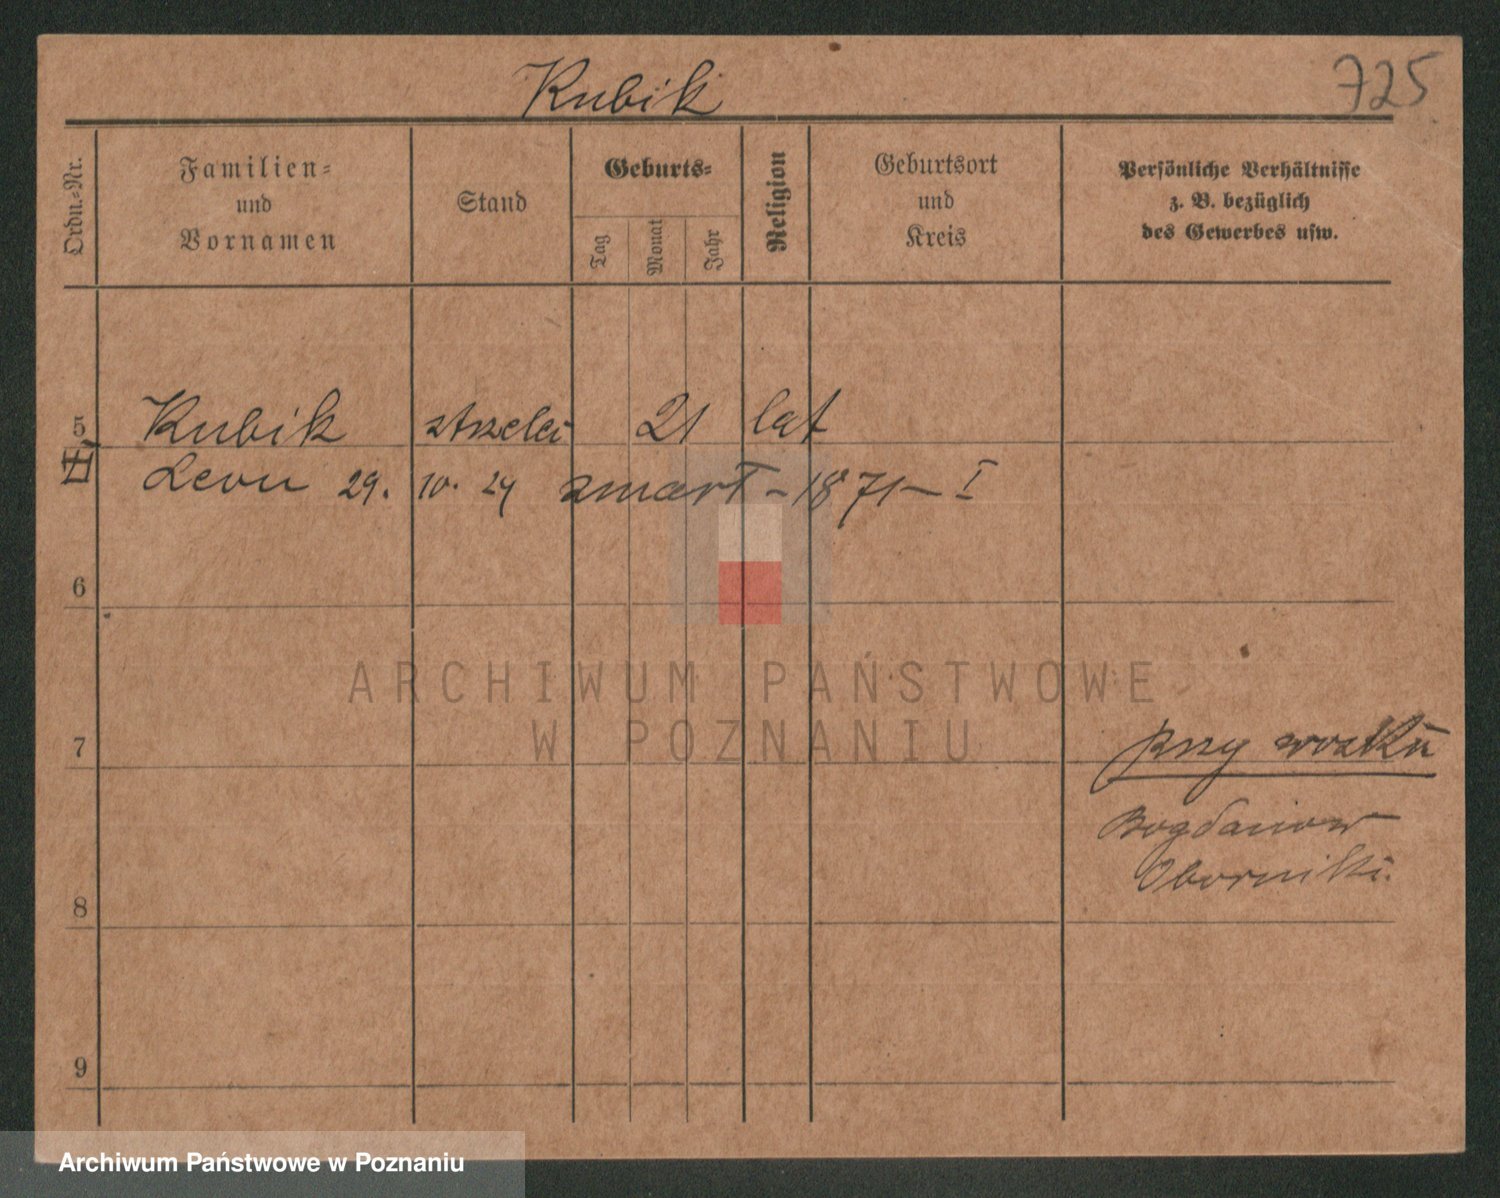 Kubik
725
Ordn.-Nr.
Familien-
und
Vornamen
Stand
Geburts-
Tag
Monat
Jahr
Religion
Geburtsort
und
Kreis
Persönliche Verhältnisse
z. B. bezüglich
des Gewerbes usw.
5
Kubik strzelec 21 lat
Leon 29. 10. 24 zmarł – 1871 – I
6
ARCHIWUM PAŃSTWOWE
W POZNANIU
7
przy wozku
Bogdanow
Oborniki.
8
9
Archiwum Państwowe w Poznaniu